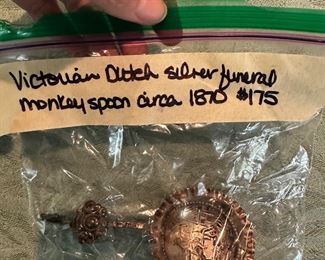 Victorian Dutch silver funeral
monkey spoon circa 1870 $175